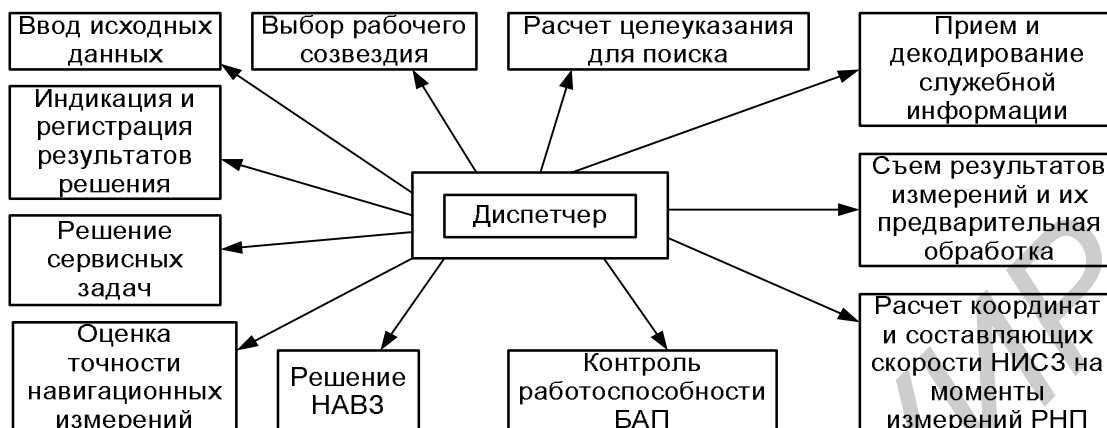 Ввод исходных
данных
Выбор рабочего
созвездия
Расчет целеуказания
для поиска
Прием и
декодирование
служебной
информации
Индикация и
регистрация
результатов
решения
Диспетчер
Съем результатов
измерений и их
предварительная
обработка
Решение
сервисных
задач
Оценка
точности
навигационных
измерений
Решение
НАВЗ
Контроль
работоспособности
БАП
Расчет координат
и составляющих
скорости НИСЗ на
моменты
измерений РНП